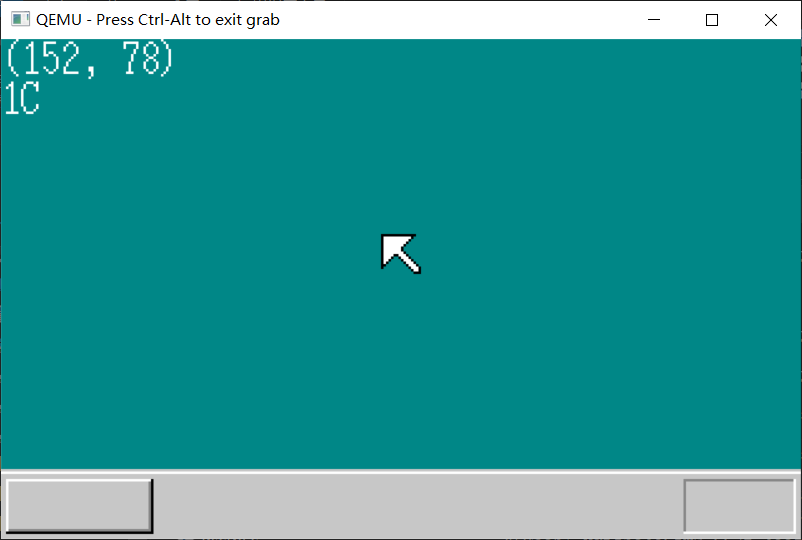 QEMU - Press Ctrl-Alt to exit grab
(152, 78)
1C